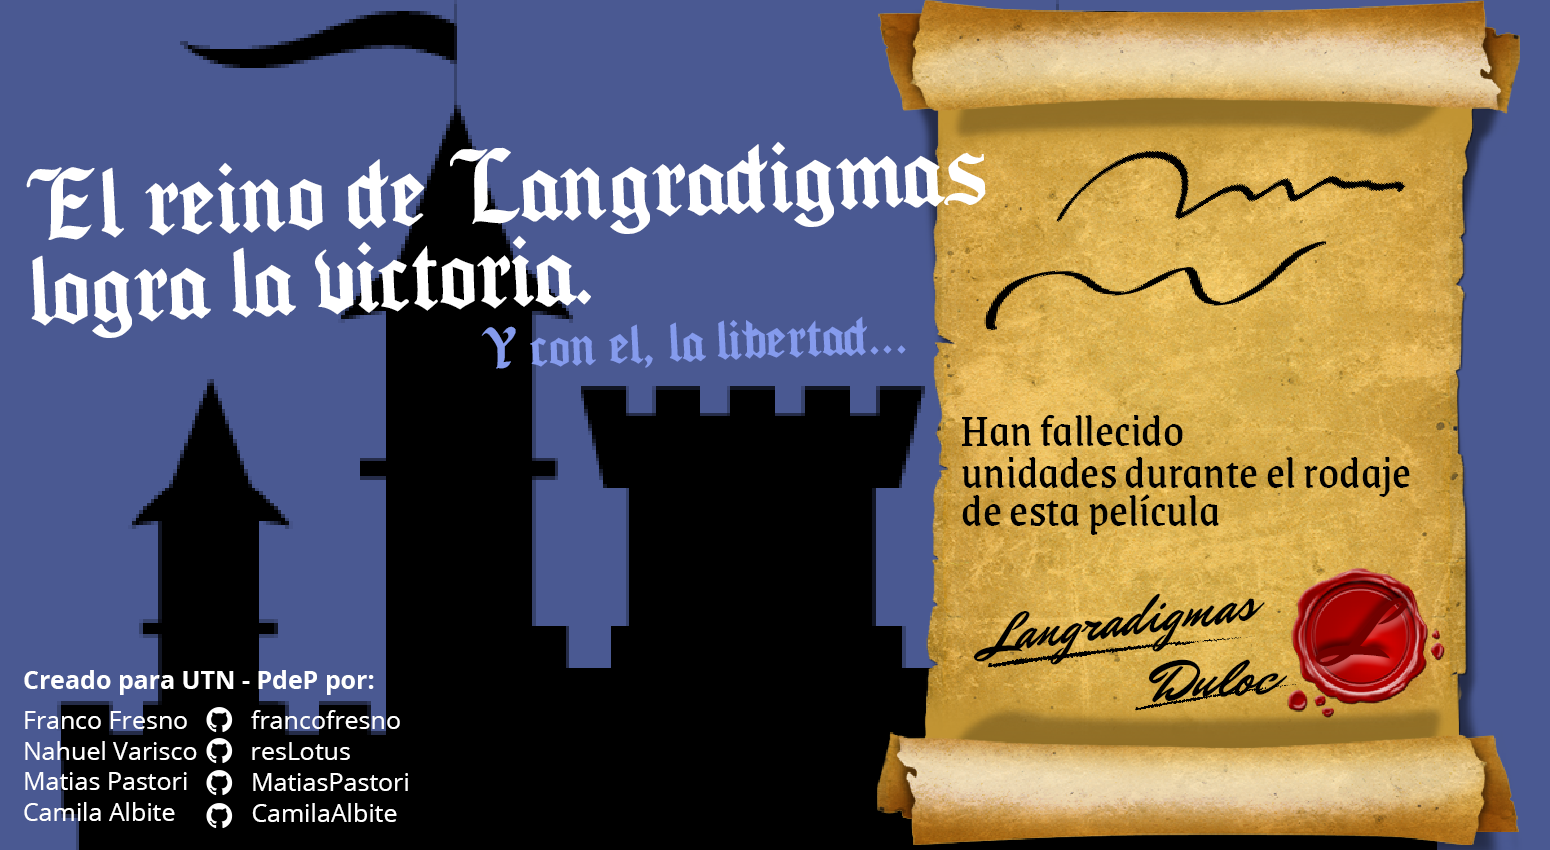 El reino de Langradigmas
logra la victoria.
Y con el, la libertad...
Han fallecido
unidades durante el rodaje
de esta película
Langradigmas
Duloc
L
Creado para UTN - PdeP por:
Franco Fresno francofresno
Nahuel Varisco resLotus
Matias Pastori MatiasPastori
Camila Albite CamilaAlbite